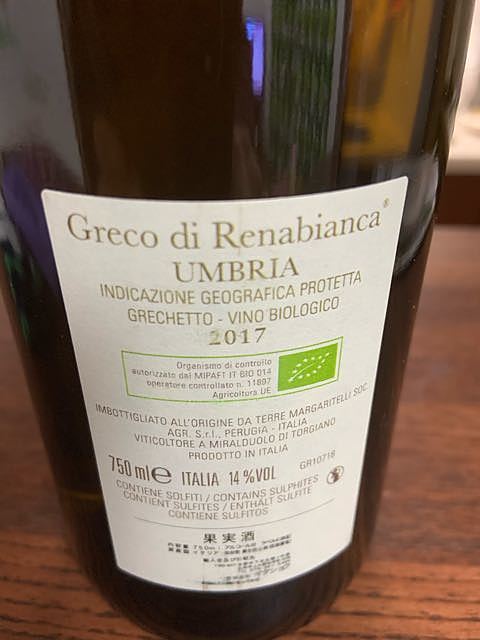 Greco di Renabianca®
UMBRIA
INDICAZIONE GEOGRAFICA PROTETTA
GRECHETTO - VINO BIOLOGICO
2017
Organismo di controllo
autorizzato dal MIPAFT IT BIO 014
operatore controllato n. 11897
Agricoltura UE
IMBOTTIGLIATO ALL'ORIGINE DA TERRE MARGARITELLI SOC.
AGR. S.r.l., PERUGIA - ITALIA
VITICOLTORE A MIRALDUOLO DI TORGIANO
PRODOTTO IN ITALIA
750 ml e ITALIA 14 %VOL
GR10718
CONTIENE SOLFITI / CONTAINS SULPHITES
CONTIENT SULFITES / ENTHALT SULFITE
CONTIENE SULFITOS
果実酒